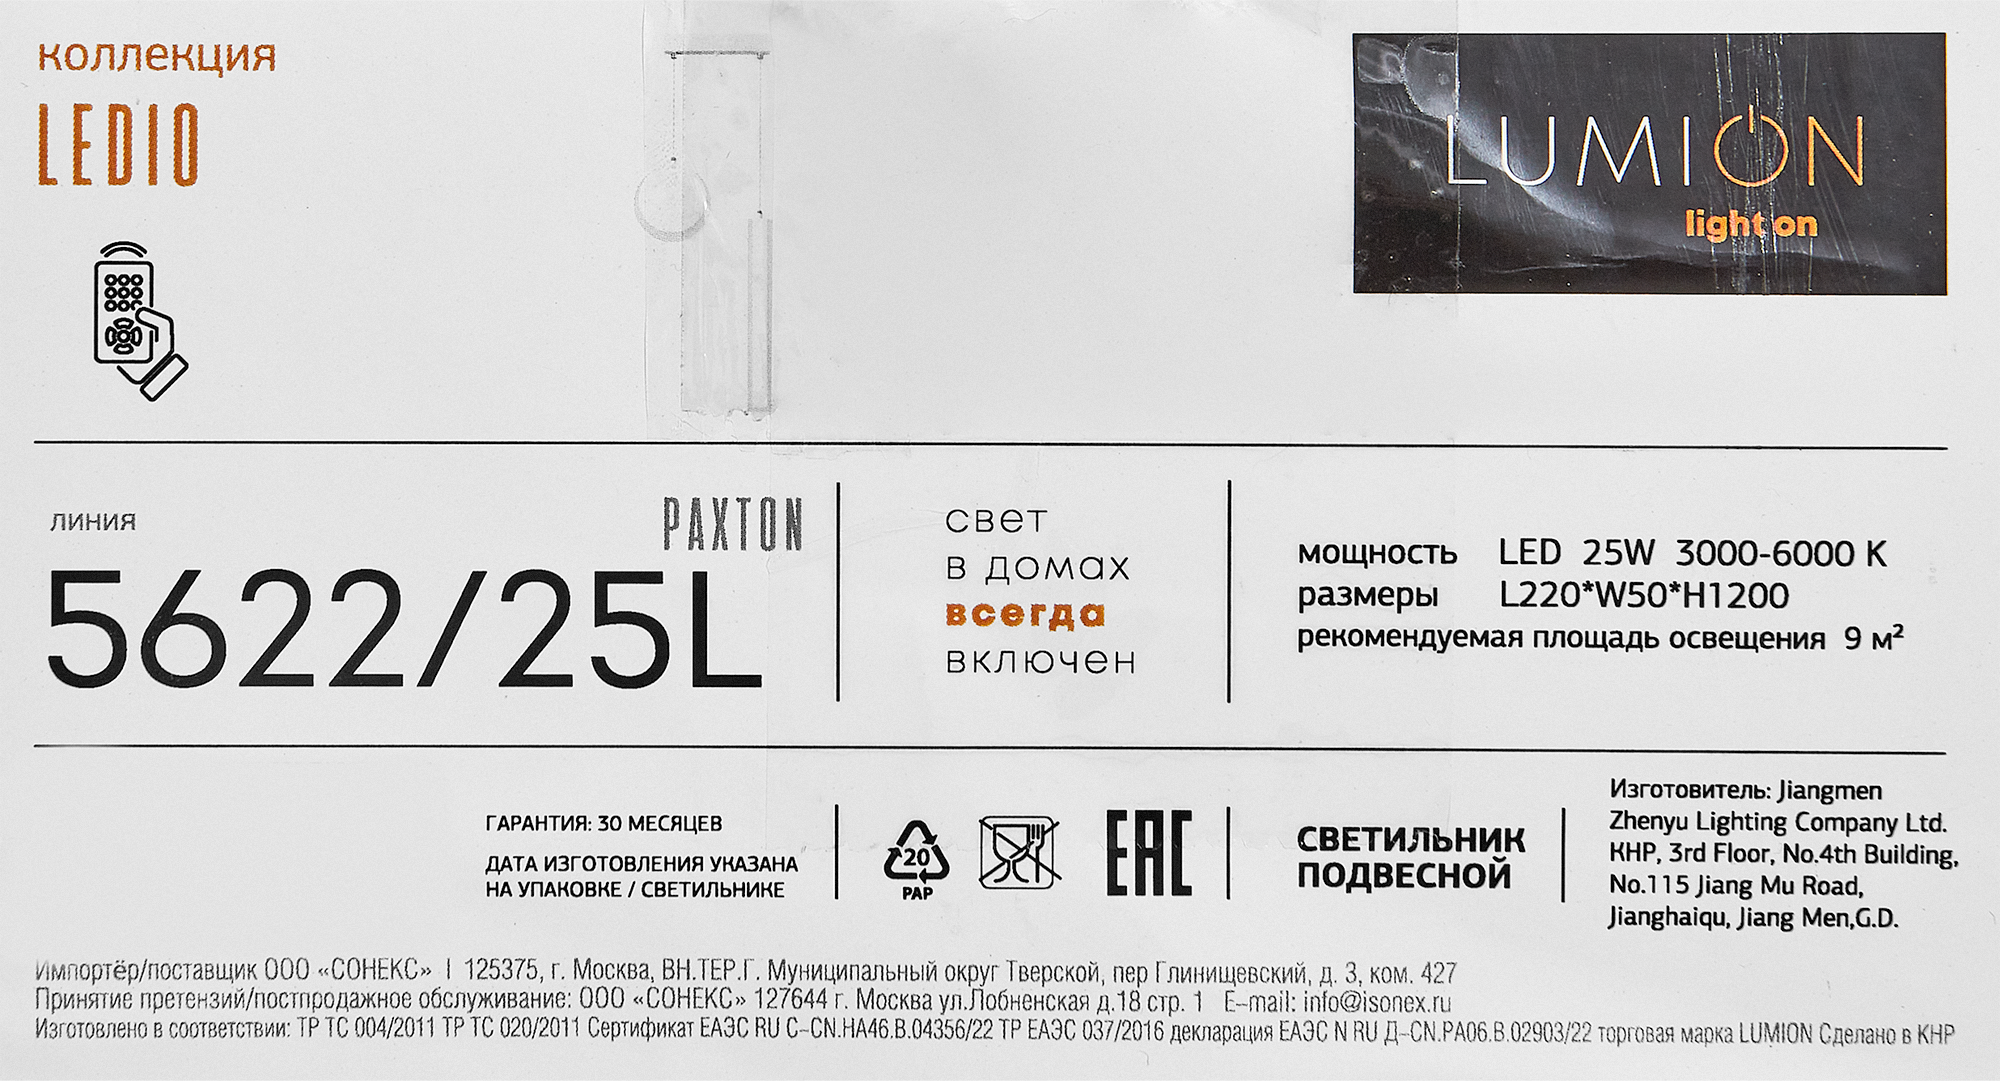 коллекция
LEDIO
LUMION
light on
линия
PAXTON
5622/25L
свет
в домах
всегда
включен
мощность LED 25W 3000-6000 K
размеры L220*W50*H1200
рекомендуемая площадь освещения 9 м²
ГАРАНТИЯ: 30 МЕСЯЦЕВ
ДАТА ИЗГОТОВЛЕНИЯ УКАЗАНА
НА УПАКОВКЕ / СВЕТИЛЬНИКЕ
20
PAP
EAC
СВЕТИЛЬНИК
ПОДВЕСНОЙ
Изготовитель: Jiangmen
Zhenyu Lighting Company Ltd.
КНР, 3rd Floor, No.4th Building,
No.115 Jiang Mu Road,
Jianghaiqu, Jiang Men,G.D.
Импортёр/поставщик ООО «СОНЕКС» | 125375, г. Москва, ВН.ТЕР.Г. Муниципальный округ Тверской, пер Глинищевский, д. 3, ком. 427
Принятие претензий/постпродажное обслуживание: ООО «СОНЕКС» 127644 г. Москва ул.Лобненская д.18 стр. 1 E-mail: info@isonex.ru
Изготовлено в соответствии: ТР ТС 004/2011 ТР ТС 020/2011 Сертификат ЕАЭС RU C-CN.HA46.B.04356/22 ТР ЕАЭС 037/2016 декларация ЕАЭС N RU Д-CN.PA06.B.02903/22 торговая марка LUMION Сделано в КНР